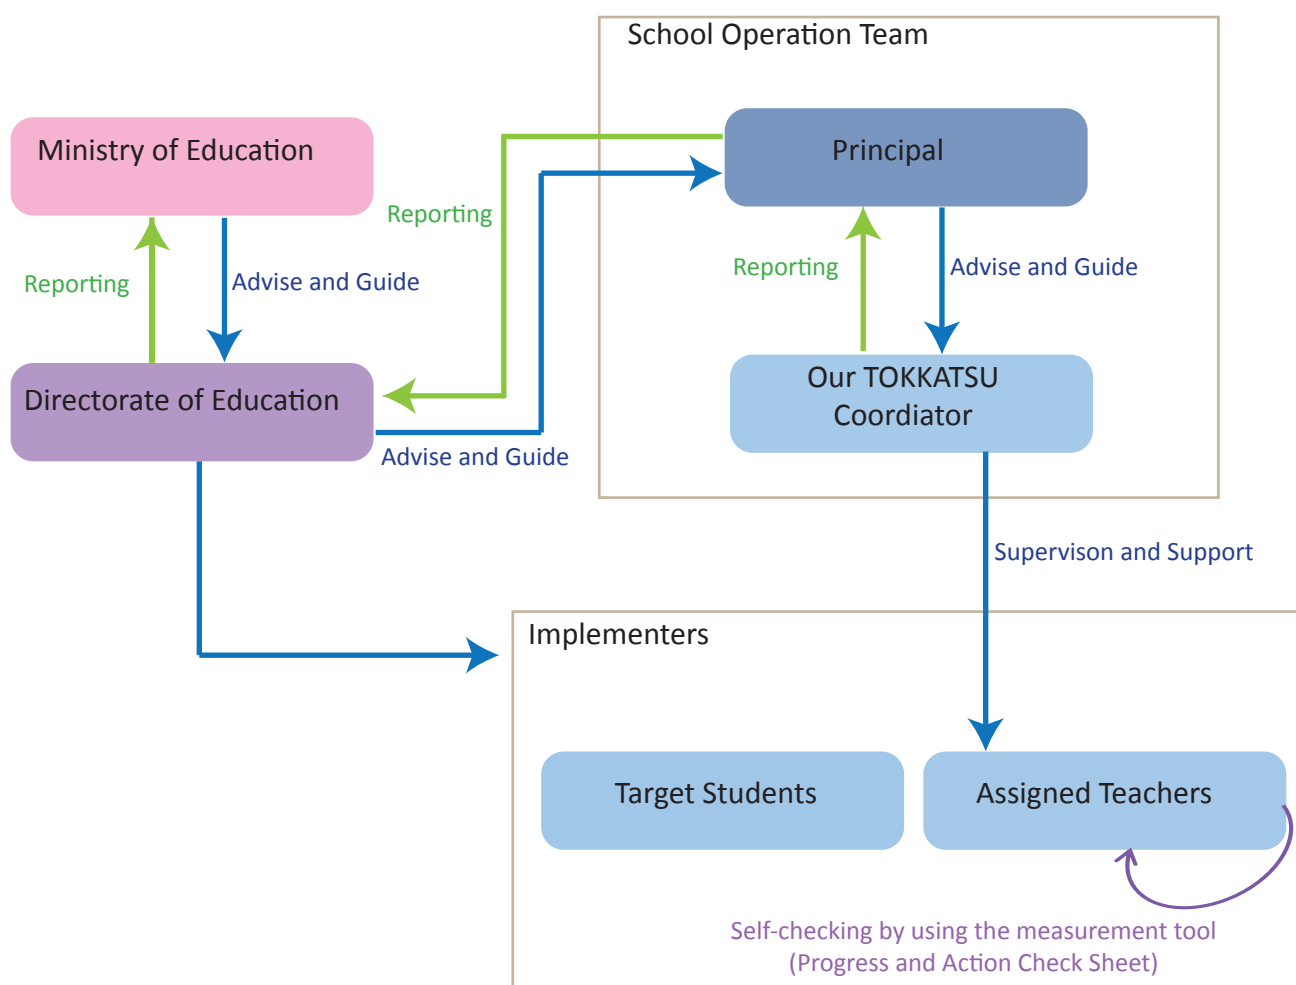 School Operation Team
Ministry of Education
Principal
Reporting
Reporting
Advise and Guide
Reporting
Advise and Guide
Directorate of Education
Our TOKKATSU
Coordiator
Advise and Guide
Supervison and Support
Implementers
Target Students
Assigned Teachers
Self-checking by using the measurement tool
(Progress and Action Check Sheet)